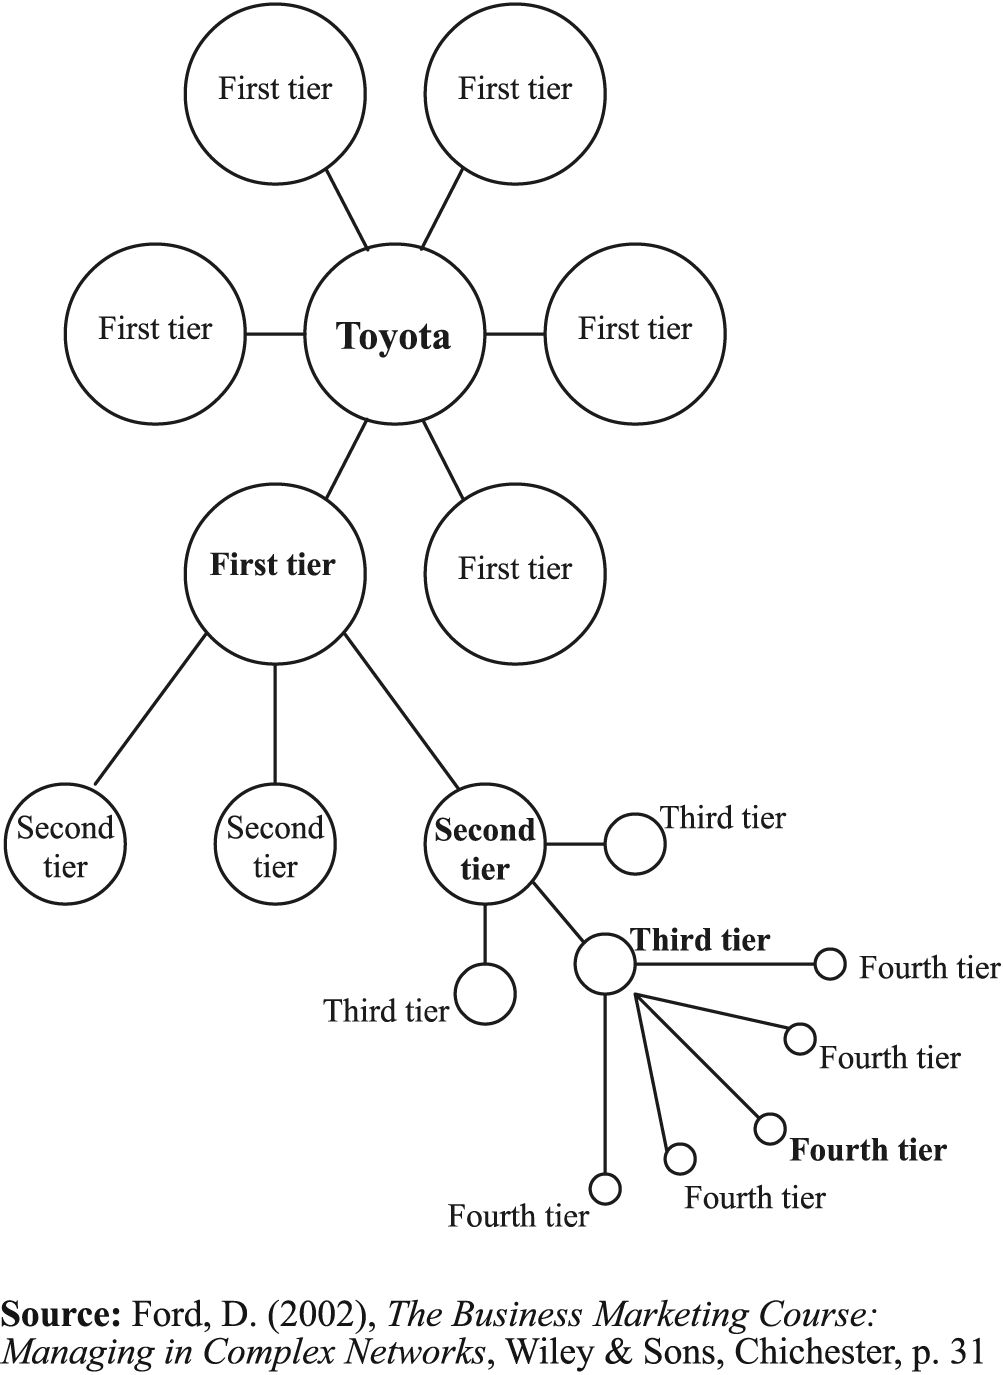 First tier
First tier
First tier
Toyota
First tier
First tier
First tier
Second
tier
Second
tier
Second
tier
Third tier
Third tier
Fourth tier
Third tier
Fourth tier
Fourth tier
Fourth tier
Fourth tier
Source: Ford, D. (2002), The Business Marketing Course:
Managing in Complex Networks, Wiley & Sons, Chichester, p. 31